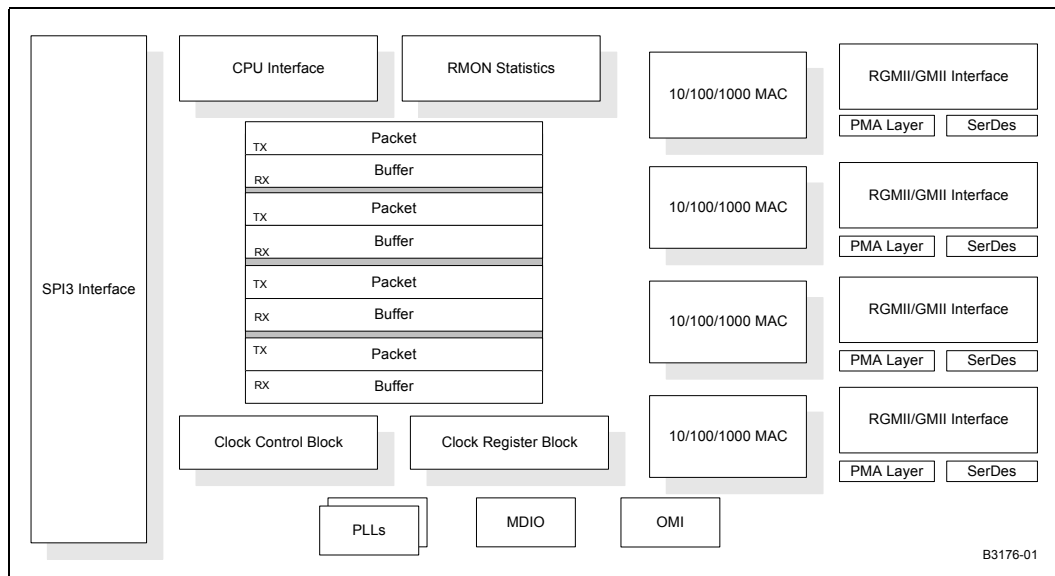 CPU Interface
RMON Statistics
10/100/1000 MAC
RGMII/GMII Interface
PMA Layer
SerDes
TX
Packet
RX
Buffer
TX
Packet
RX
Buffer
TX
Packet
RX
Buffer
TX
Packet
RX
Buffer
SPI3 Interface
10/100/1000 MAC
RGMII/GMII Interface
PMA Layer
SerDes
10/100/1000 MAC
RGMII/GMII Interface
PMA Layer
SerDes
10/100/1000 MAC
RGMII/GMII Interface
PMA Layer
SerDes
Clock Control Block
Clock Register Block
PLLs
MDIO
OMI
B3176-01